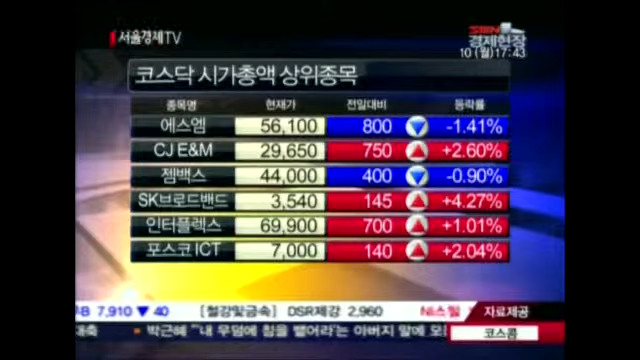 서울경제TV
SEN
경제현장
10 (월) 17:43
코스닥 시가총액 상위종목
종목명 현재가 전일대비 등락률
에스엠 56,100 800 ▼ -1.41%
CJ E&M 29,650 750 ▲ +2.60%
젬백스 44,000 400 ▼ -0.90%
SK브로드밴드 3,540 145 ▲ +4.27%
인터플렉스 69,900 700 ▲ +1.01%
포스코 ICT 7,000 140 ▲ +2.04%
7,910 ▼ 40 [철강및금속] DSR제강 2,960 NI스틸
자료제공
박근혜 "내 무덤에 침을 뱉어라'는 아버지 말에 모든
코스콤